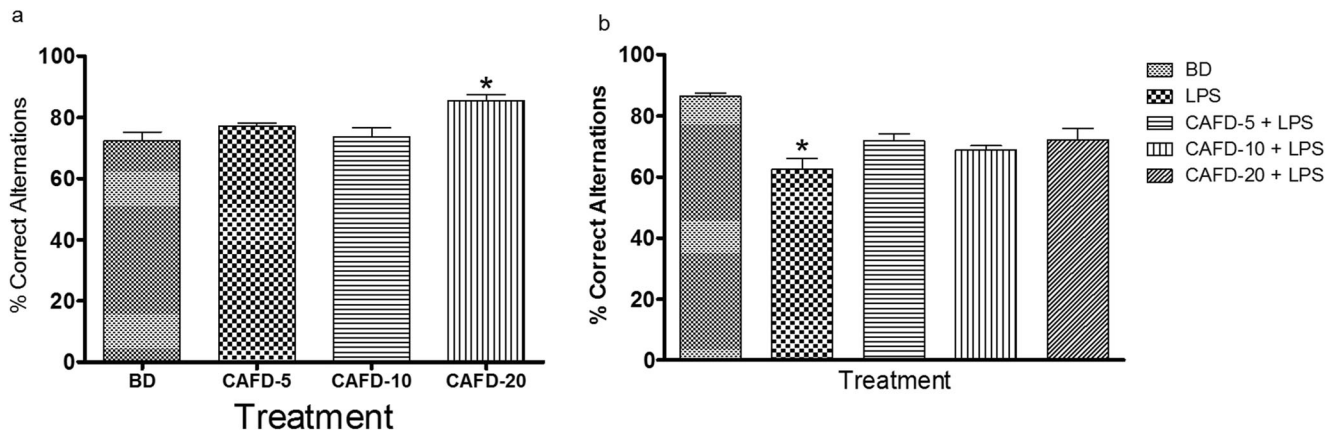 a
% Correct Alternations
100
80
60
40
20
0
*
BD CAFD-5 CAFD-10 CAFD-20
Treatment
b
% Correct Alternations
100
80
60
40
20
0
*
Treatment
BD
LPS
CAFD-5 + LPS
CAFD-10 + LPS
CAFD-20 + LPS